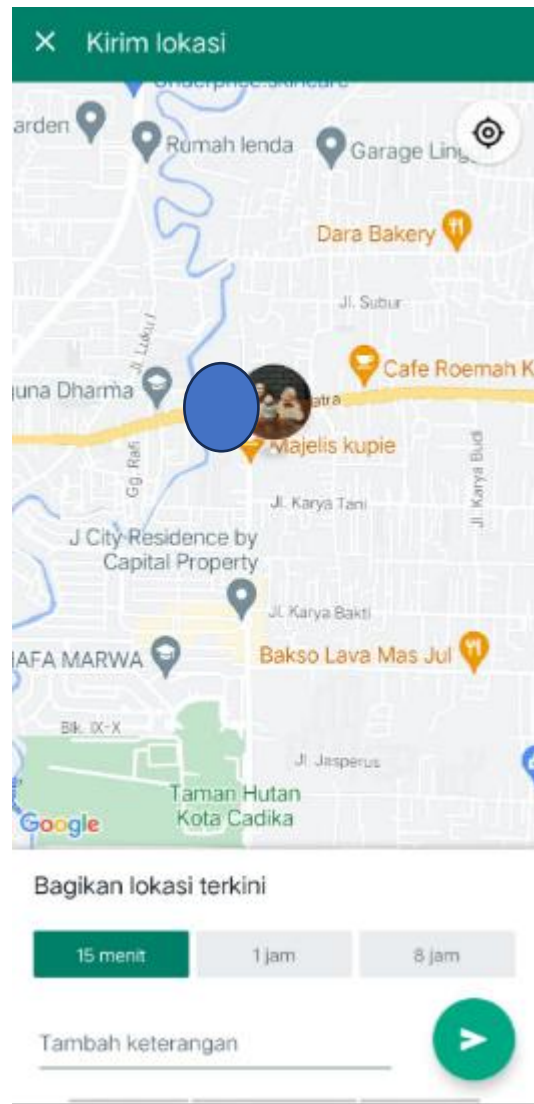 Kirim lokasi
arden
Rumah lenda
Garage Ling
Dara Bakery
Jl. Subur
Jl. Luku I
Cafe Roemah K
una Dharma
atra
Majelis kupie
Gg. Rafi
Jl. Karya Budi
Jl. Karya Tani
J City Residence by
Capital Property
Jl. Karya Bakti
AFA MARWA
Bakso Lava Mas Jul
Blk. IX-X
Jl. Jasperus
Taman Hutan
Kota Cadika
Google
Bagikan lokasi terkini
15 menit
1 jam
8 jam
Tambah keterangan